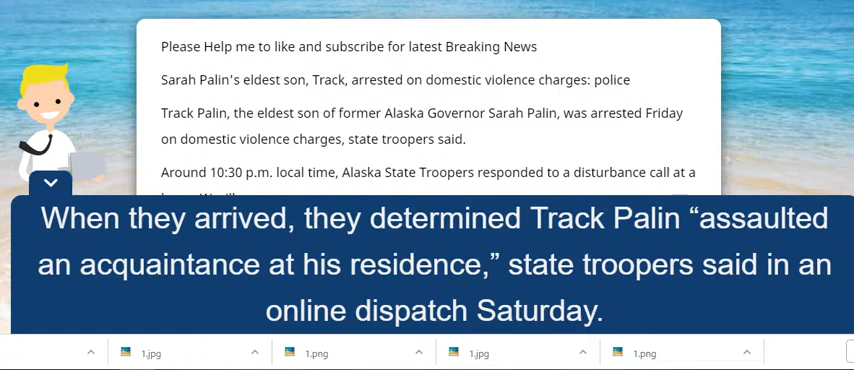 Please Help me to like and subscribe for latest Breaking News
Sarah Palin's eldest son, Track, arrested on domestic violence charges: police
Track Palin, the eldest son of former Alaska Governor Sarah Palin, was arrested Friday
on domestic violence charges, state troopers said.
Around 10:30 p.m. local time, Alaska State Troopers responded to a disturbance call at a
When they arrived, they determined Track Palin “assaulted
an acquaintance at his residence,” state troopers said in an
online dispatch Saturday.
1.jpg
1.png
1.jpg
1.png